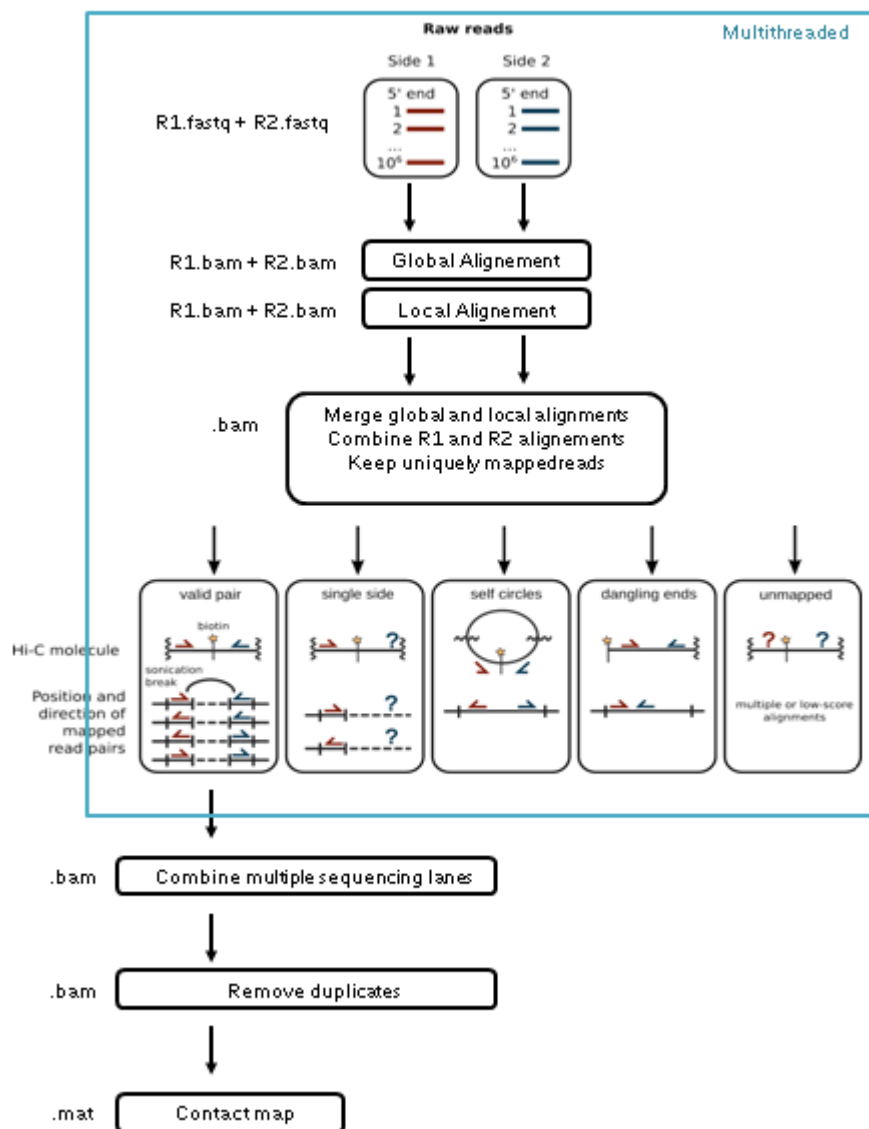 Raw reads
Multithreaded
Side 1 Side 2
5' end 5' end
1 1
R1.fastq + R2.fastq
2 2
... ...
10⁶ 10⁶
R1.bam + R2.bam
Global Alignement
R1.bam + R2.bam
Local Alignement
.bam
Merge global and local alignments
Combine R1 and R2 alignements
Keep uniquely mappedreads
valid pair
single side
self circles
dangling ends
unmapped
biotin
?
? ?
Hi-C molecule
sonication
break
Position and
direction of
mapped
read pairs
?
?
multiple or low-score
alignments
.bam
Combine multiple sequencing lanes
.bam
Remove duplicates
.mat
Contact map